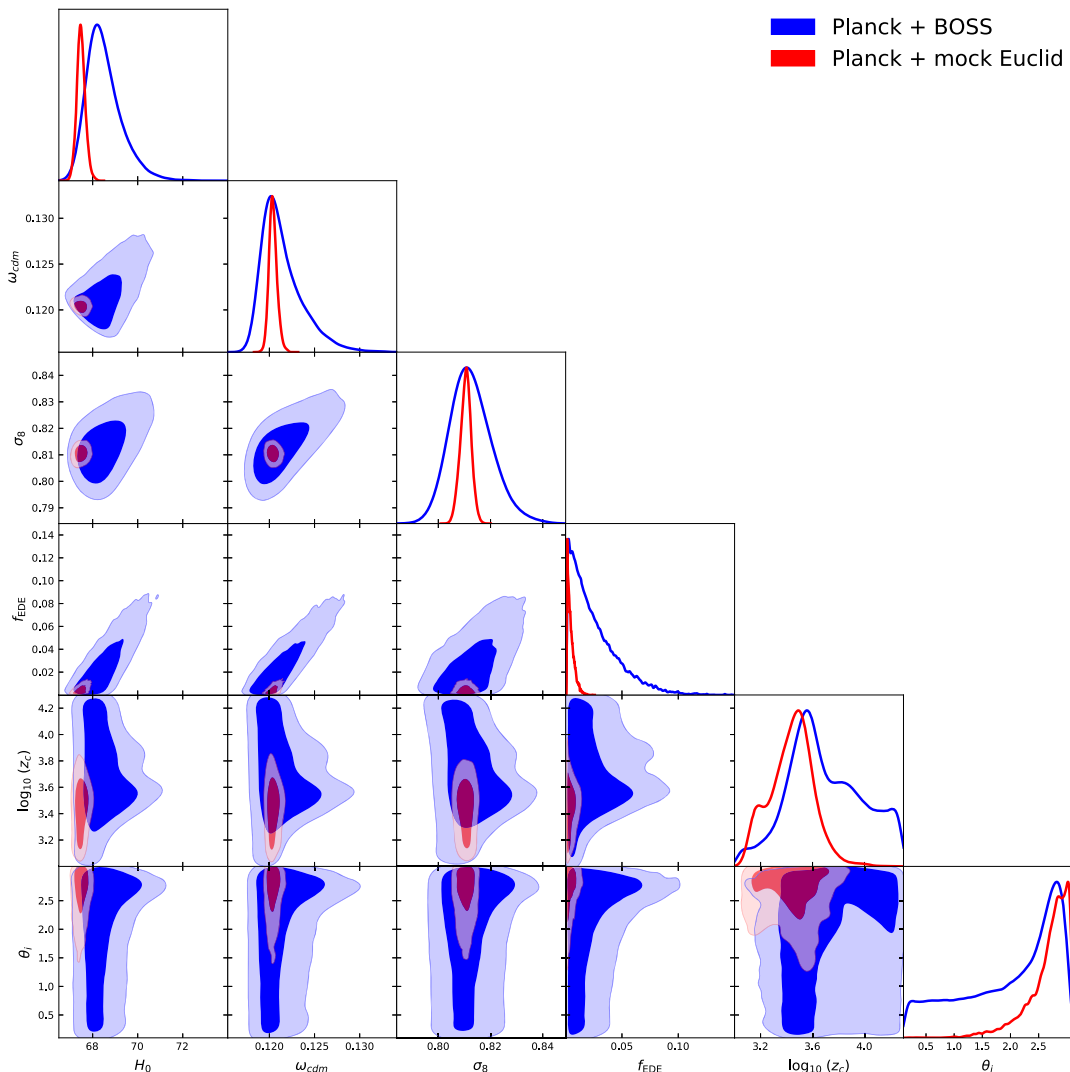 Planck + BOSS
Planck + mock Euclid
0.130
0.125
0.120
ω_cdm
0.84
0.83
0.82
0.81
0.80
0.79
σ₈
0.14
0.12
0.10
0.08
0.06
0.04
0.02
f_EDE
4.2
4.0
3.8
3.6
3.4
3.2
log₁₀ (z_c)
2.5
2.0
1.5
1.0
0.5
θ_i
68 70 72
0.120 0.125 0.130
0.80 0.82 0.84
0.05 0.10
3.2 3.6 4.0
0.5 1.0 1.5 2.0 2.5
H₀ ω_cdm σ₈ f_EDE log₁₀ (z_c) θ_i